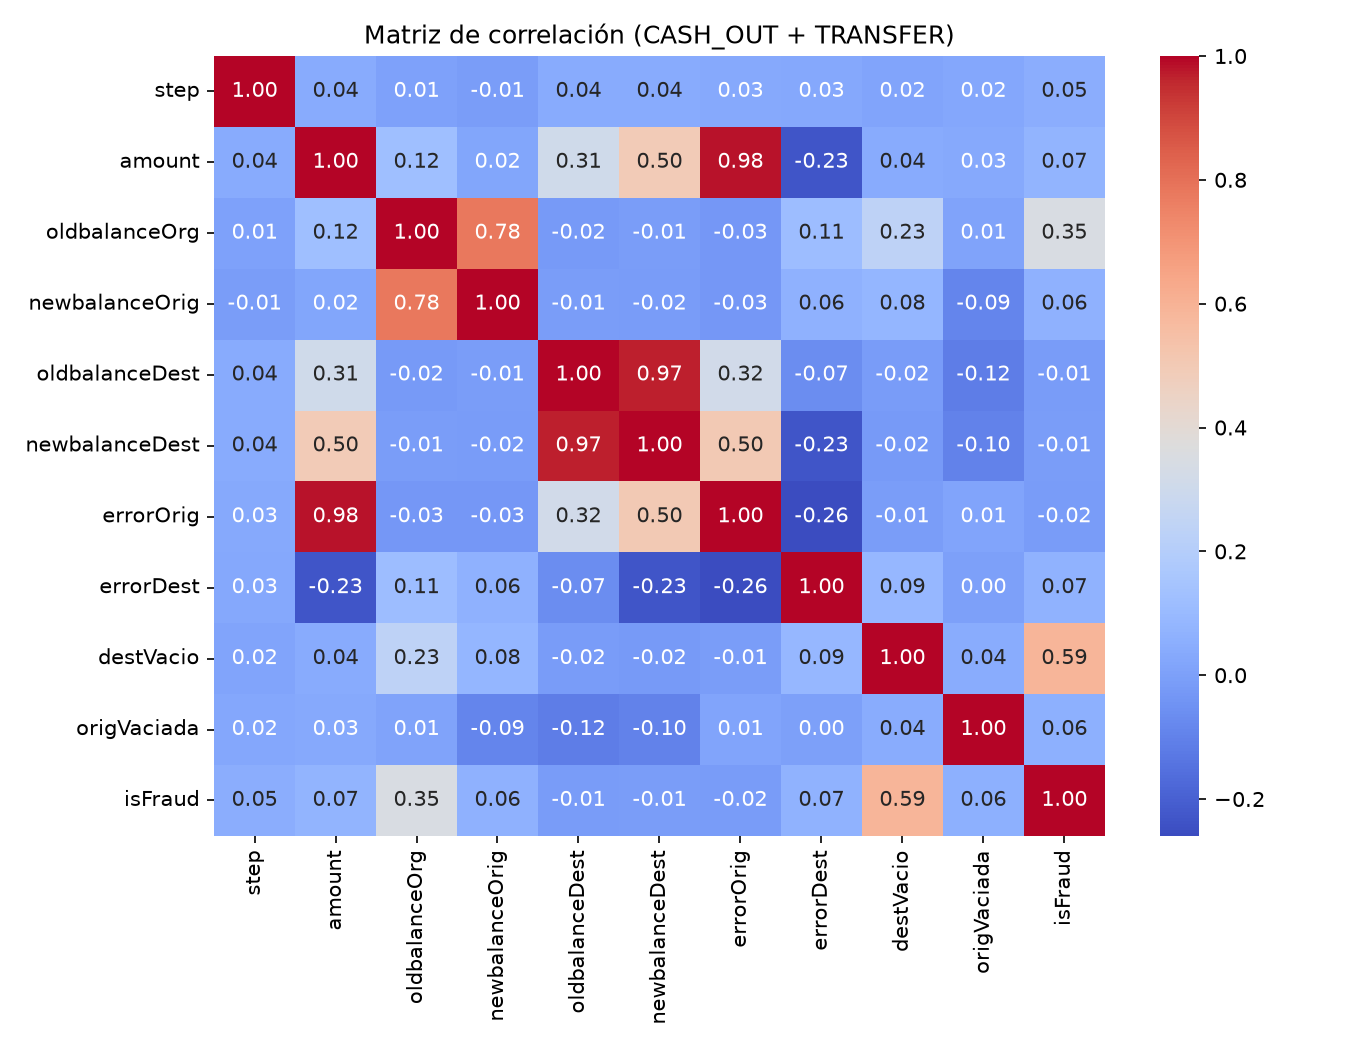 Matriz de correlación (CASH_OUT + TRANSFER)
step 1.00 0.04 0.01 -0.01 0.04 0.04 0.03 0.03 0.02 0.02 0.05
amount 0.04 1.00 0.12 0.02 0.31 0.50 0.98 -0.23 0.04 0.03 0.07
oldbalanceOrg 0.01 0.12 1.00 0.78 -0.02 -0.01 -0.03 0.11 0.23 0.01 0.35
newbalanceOrig -0.01 0.02 0.78 1.00 -0.01 -0.02 -0.03 0.06 0.08 -0.09 0.06
oldbalanceDest 0.04 0.31 -0.02 -0.01 1.00 0.97 0.32 -0.07 -0.02 -0.12 -0.01
newbalanceDest 0.04 0.50 -0.01 -0.02 0.97 1.00 0.50 -0.23 -0.02 -0.10 -0.01
errorOrig 0.03 0.98 -0.03 -0.03 0.32 0.50 1.00 -0.26 -0.01 0.01 -0.02
errorDest 0.03 -0.23 0.11 0.06 -0.07 -0.23 -0.26 1.00 0.09 0.00 0.07
destVacio 0.02 0.04 0.23 0.08 -0.02 -0.02 -0.01 0.09 1.00 0.04 0.59
origVaciada 0.02 0.03 0.01 -0.09 -0.12 -0.10 0.01 0.00 0.04 1.00 0.06
isFraud 0.05 0.07 0.35 0.06 -0.01 -0.01 -0.02 0.07 0.59 0.06 1.00
step amount oldbalanceOrg newbalanceOrig oldbalanceDest newbalanceDest errorOrig errorDest destVacio origVaciada isFraud
1.0
0.8
0.6
0.4
0.2
0.0
−0.2